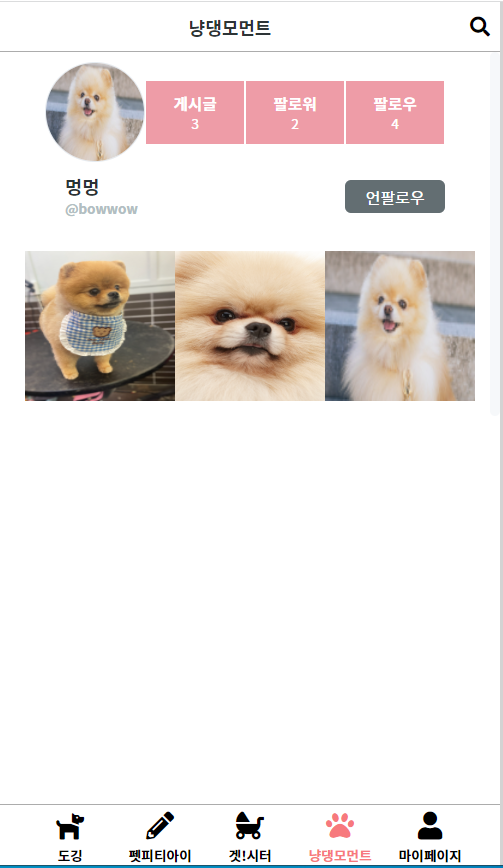 냥댕모먼트
게시글 팔로워 팔로우
3 2 4
멍멍
@bowwow
언팔로우
도깅 펫피티아이 겟!시터 냥댕모먼트 마이페이지